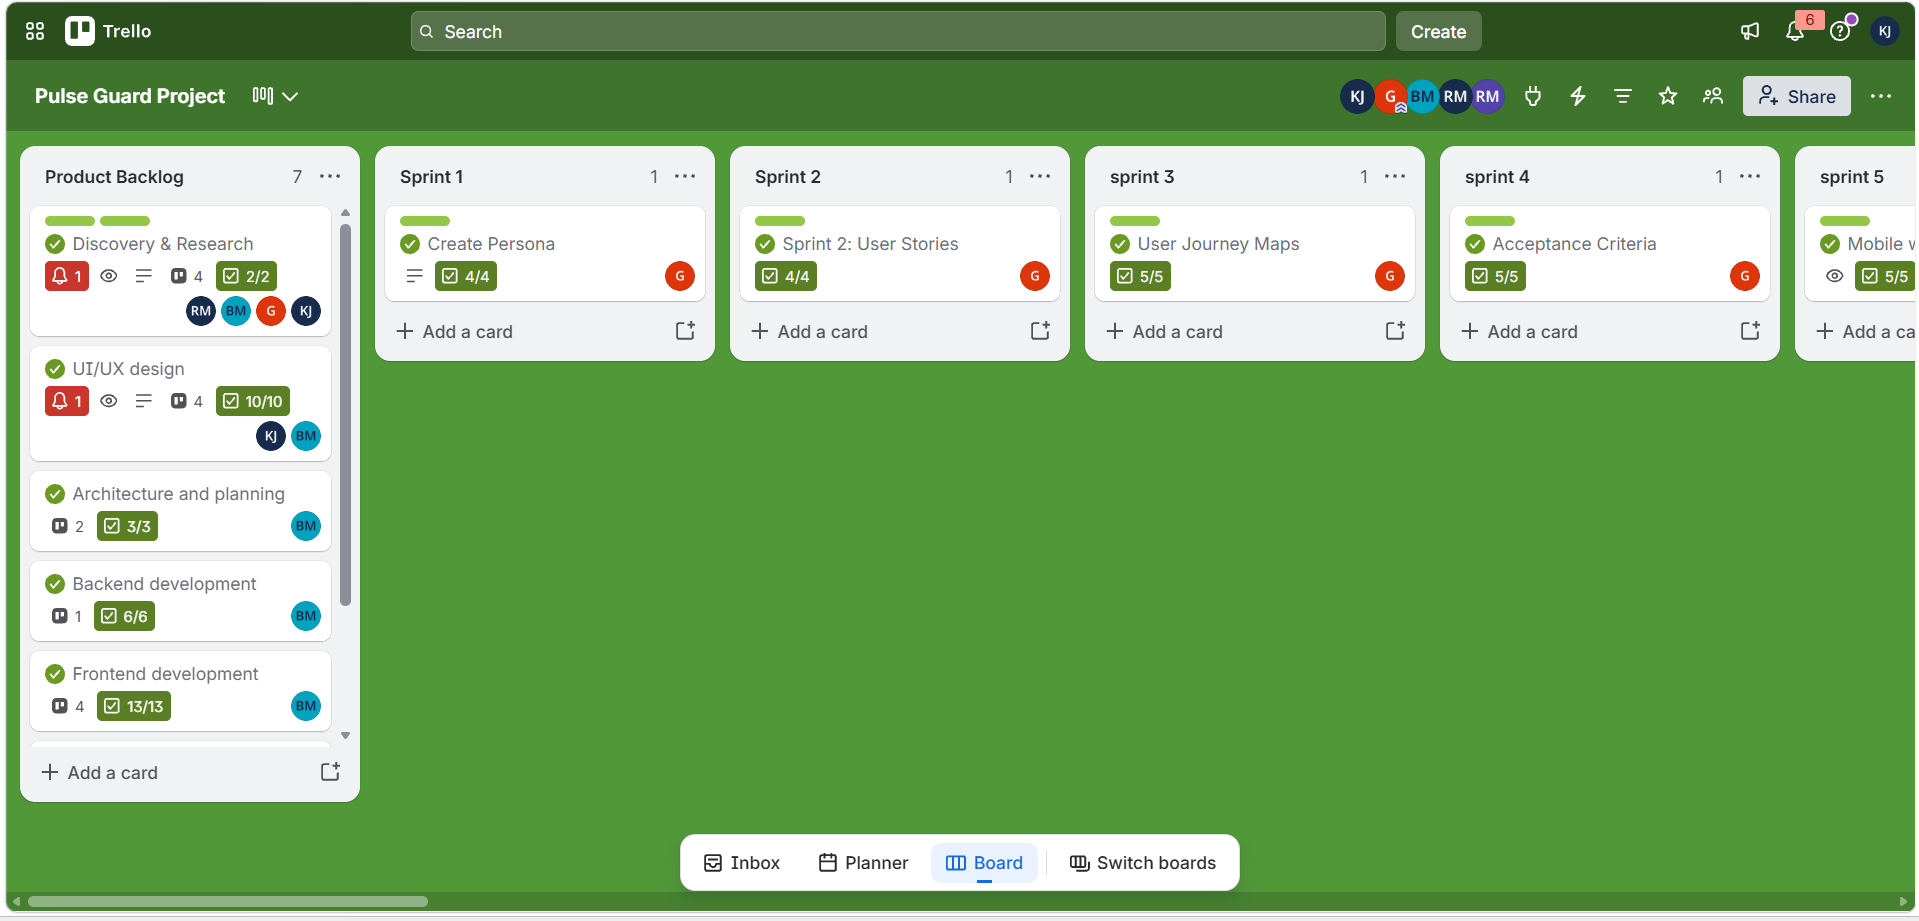 Trello
Search
Create
6
KJ
Pulse Guard Project
KJ G BM RM RM
Share
Product Backlog 7
Discovery & Research
1 4 2/2
RM BM G KJ
UI/UX design
1 4 10/10
KJ BM
Architecture and planning
2 3/3 BM
Backend development
1 6/6 BM
Frontend development
4 13/13 BM
Add a card
Sprint 1 1
Create Persona
4/4 G
Add a card
Sprint 2 1
Sprint 2: User Stories
4/4 G
Add a card
sprint 3 1
User Journey Maps
5/5 G
Add a card
sprint 4 1
Acceptance Criteria
5/5 G
Add a card
sprint 5
Mobile
5/5
Add a ca
Inbox Planner Board Switch boards